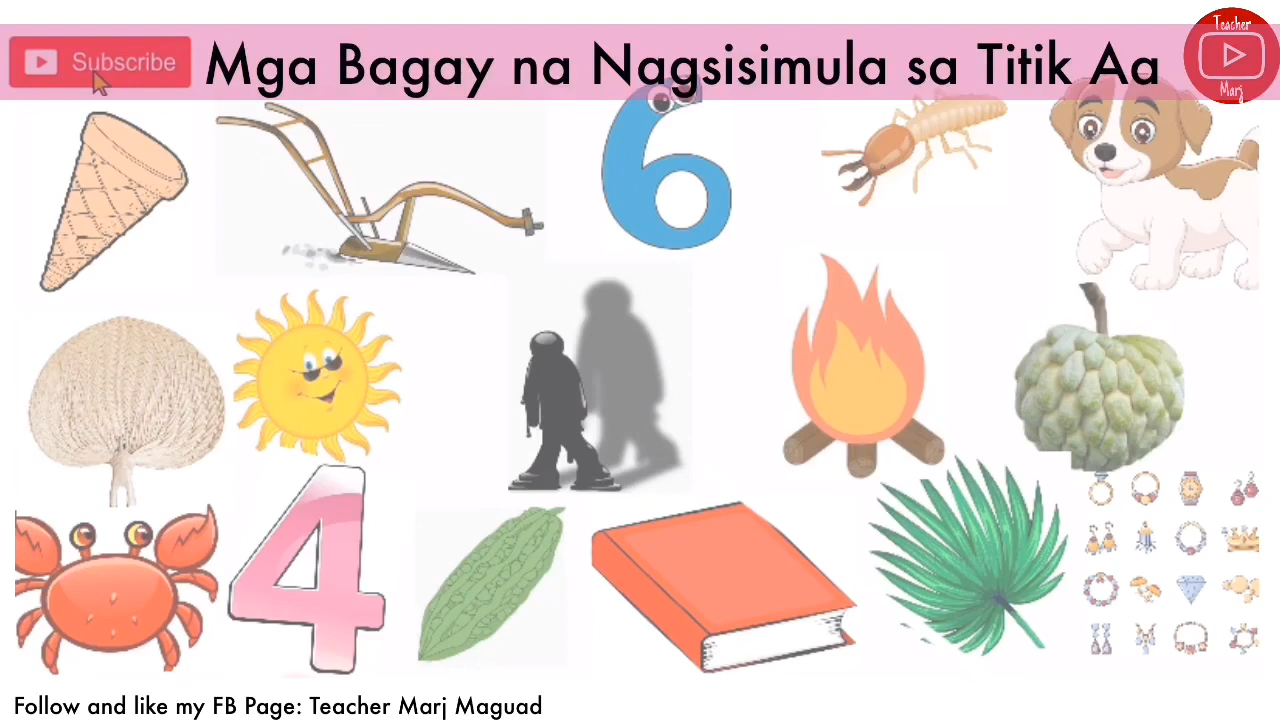 Subscribe
Mga Bagay na Nagsisimula sa Titik Aa
Teacher
Marj
6
4
Follow and like my FB Page: Teacher Marj Maguad